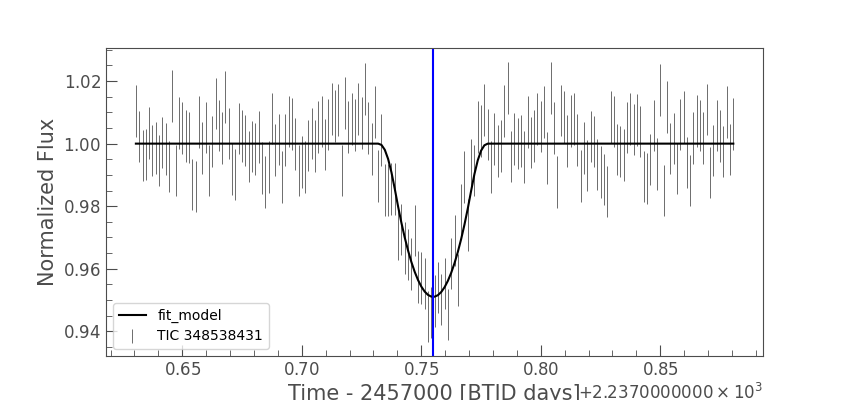 1.02
1.00
0.98
0.96
0.94
Normalized Flux
fit_model
TIC 348538431
0.65 0.70 0.75 0.80 0.85
Time - 2457000 [BTJD days]
+2.2370000000 × 10³